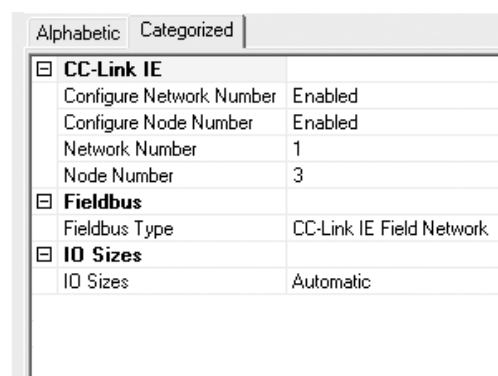 Alphabetic Categorized
CC-Link IE
Configure Network Number Enabled
Configure Node Number Enabled
Network Number 1
Node Number 3
Fieldbus
Fieldbus Type CC-Link IE Field Network
IO Sizes
IO Sizes Automatic